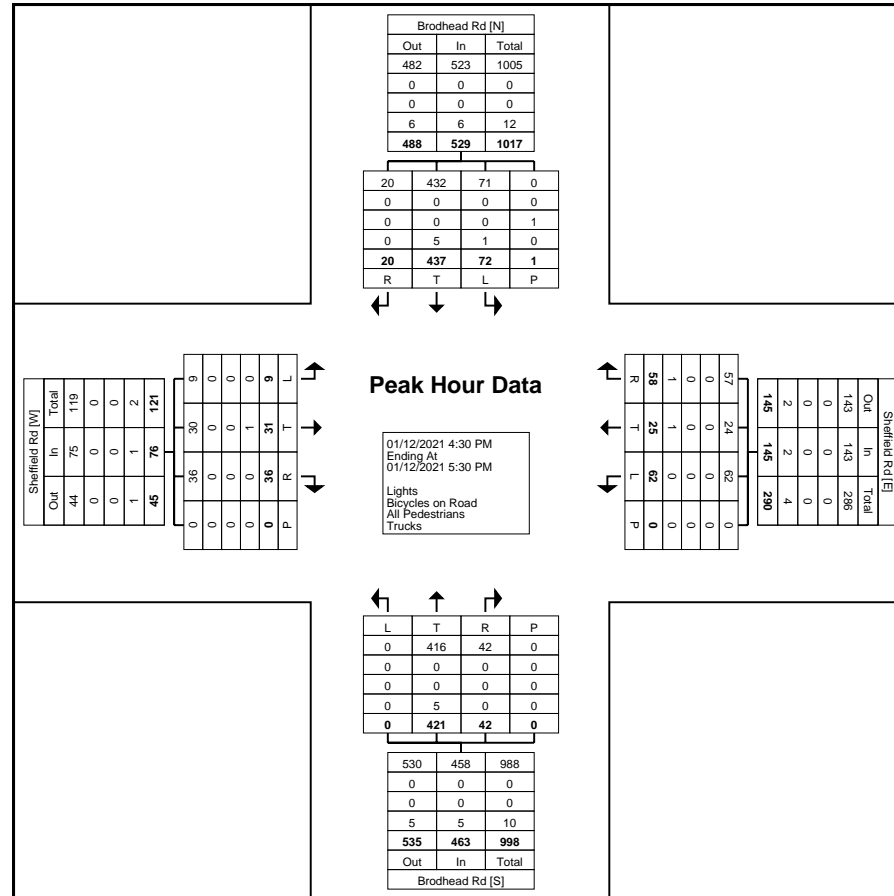 Brodhead Rd [N]
Out In Total
482 523 1005
0 0 0
0 0 0
6 6 12
488 529 1017
20 432 71 0
0 0 0 0
0 0 0 1
0 5 1 0
20 437 72 1
R T L P
Sheffield Rd [W]
Total In Out
119 75 44
0 0 0
0 0 0
2 1 1
121 76 45
9 30 36 0
0 0 0 0
0 0 0 0
0 1 0 0
9 31 36 0
L T R P
Peak Hour Data
01/12/2021 4:30 PM
Ending At
01/12/2021 5:30 PM
Lights
Bicycles on Road
All Pedestrians
Trucks
R T L P
58 25 62 0
1 1 0 0
0 0 0 0
0 0 0 0
57 24 62 0
145 145 290
2 2 4
0 0 0
0 0 0
143 143 286
Out In Total
Sheffield Rd [E]
L T R P
0 416 42 0
0 0 0 0
0 0 0 0
0 5 0 0
0 421 42 0
530 458 988
0 0 0
0 0 0
5 5 10
535 463 998
Out In Total
Brodhead Rd [S]